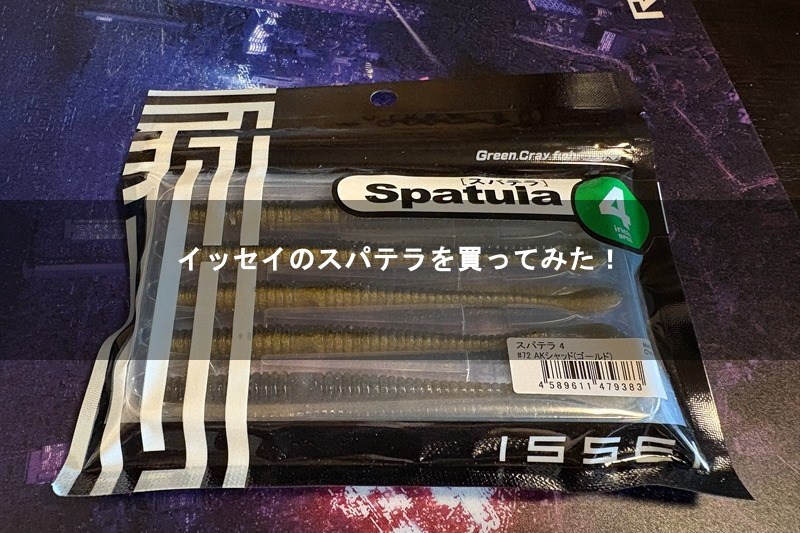 Green Cray fish
[スパテラ]
Spatula
4
inch
イッセイのスパテラを買ってみた！
スパテラ 4
#72 AKシャッド(ゴールド)
4 589611 479383
ISSEI